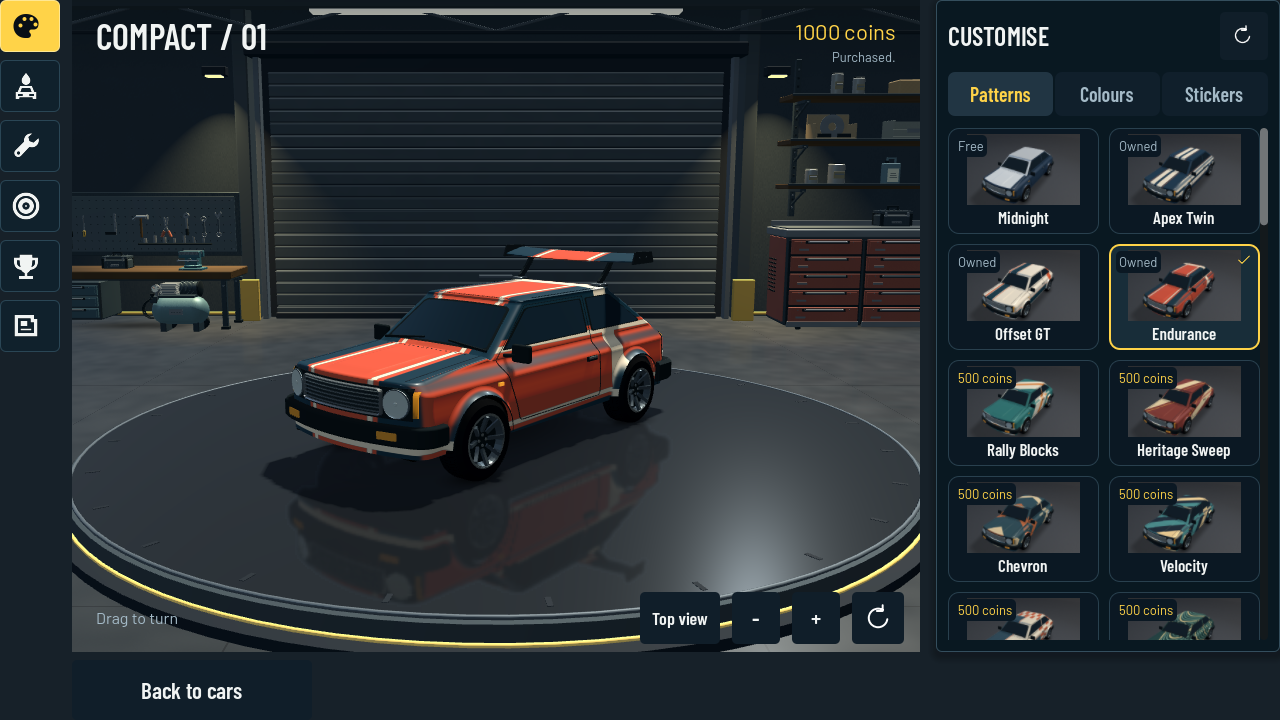 COMPACT / 01
1000 coins
Purchased.
Drag to turn
Top view
-
+
Back to cars
CUSTOMISE
Patterns
Colours
Stickers
Free
Midnight
Owned
Apex Twin
Owned
Offset GT
Owned
Endurance
500 coins
Rally Blocks
500 coins
Heritage Sweep
500 coins
Chevron
500 coins
Velocity
500 coins
500 coins